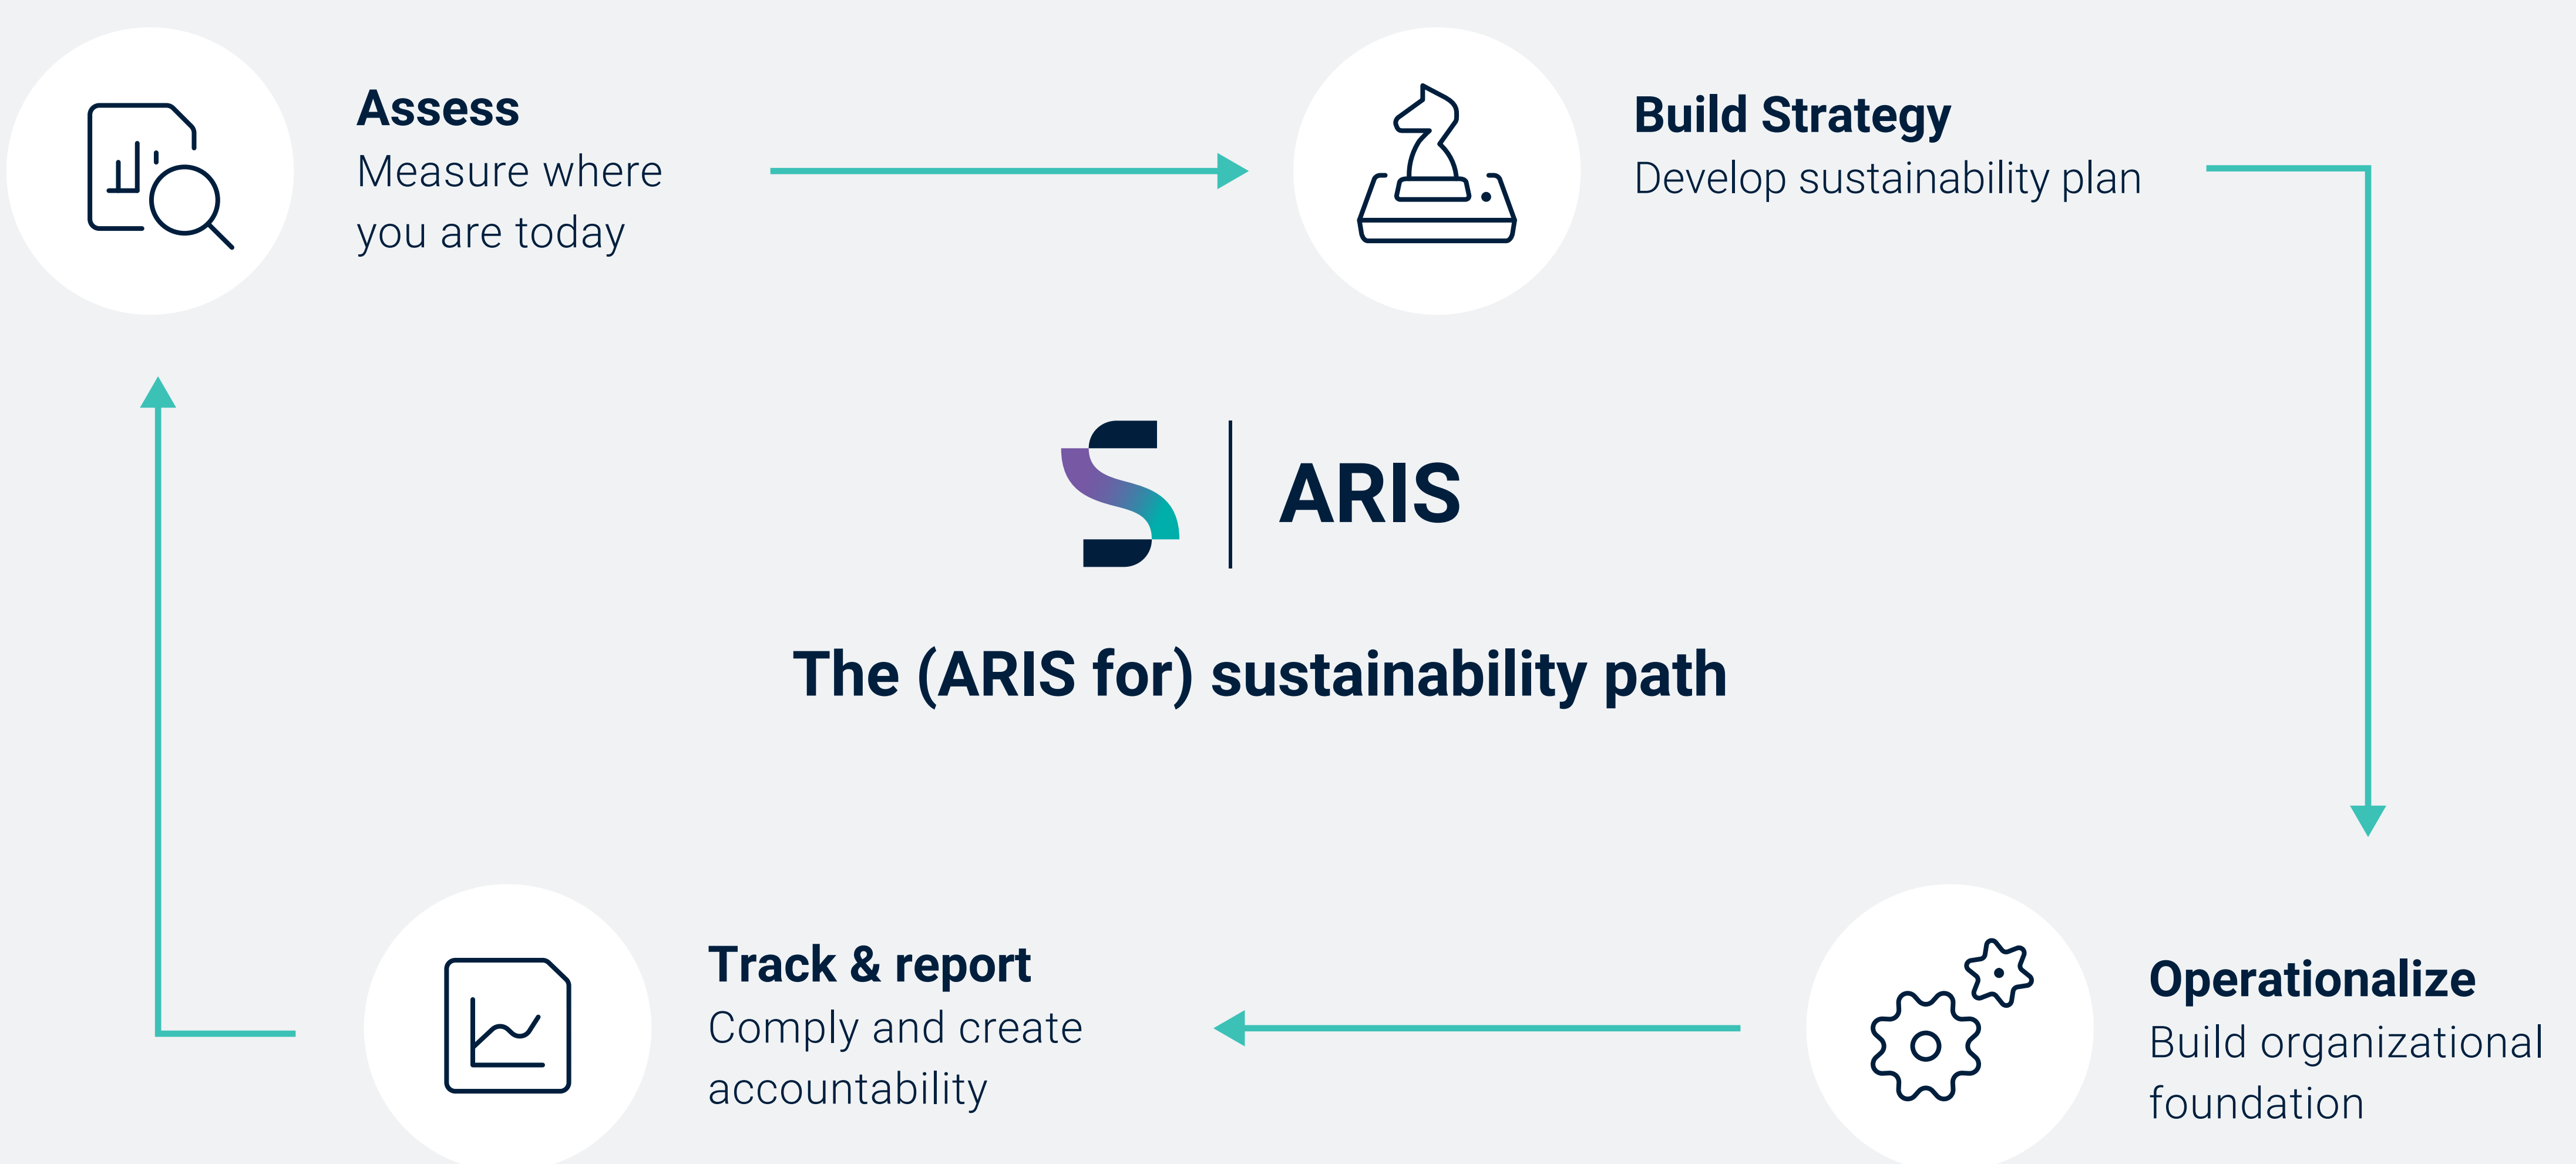 Assess
Measure where
you are today
Build Strategy
Develop sustainability plan
ARIS
The (ARIS for) sustainability path
Track & report
Comply and create
accountability
Operationalize
Build organizational
foundation